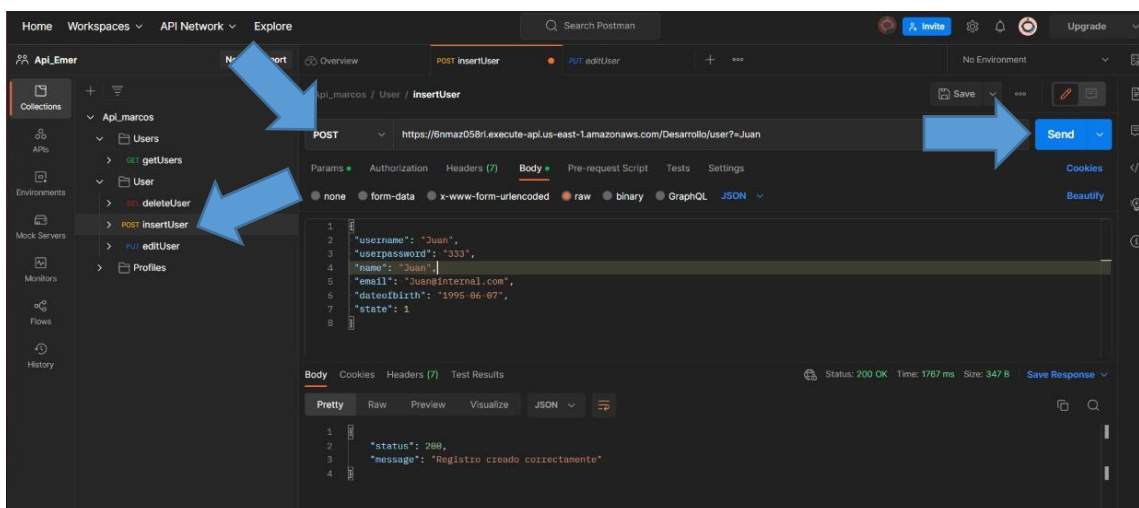 Home Workspaces API Network Explore Search Postman Invite Upgrade
Api_Emer Overview POST insertUser PUT editUser No Environment
Api_marcos / User / insertUser Save
Collections
APIs
Environments
Mock Servers
Monitors
Flows
History
Api_marcos
Users
GET getUsers
User
DEL deleteUser
POST insertUser
PUT editUser
Profiles
POST https://6nmaz058ri.execute-api.us-east-1.amazonaws.com/Desarrollo/user?=Juan Send
Params Authorization Headers (7) Body Pre-request Script Tests Settings Cookies
none form-data x-www-form-urlencoded raw binary GraphQL JSON Beautify
1 {
2 "username": "Juan",
3 "userpassword": "333",
4 "name": "Juan",
5 "email": "Juan@internal.com",
6 "dateofbirth": "1995-06-07",
7 "state": 1
8 }
Body Cookies Headers (7) Test Results Status: 200 OK Time: 1767 ms Size: 347 B Save Response
Pretty Raw Preview Visualize JSON
1 {
2 "status": 200,
3 "message": "Registro creado correctamente"
4 }